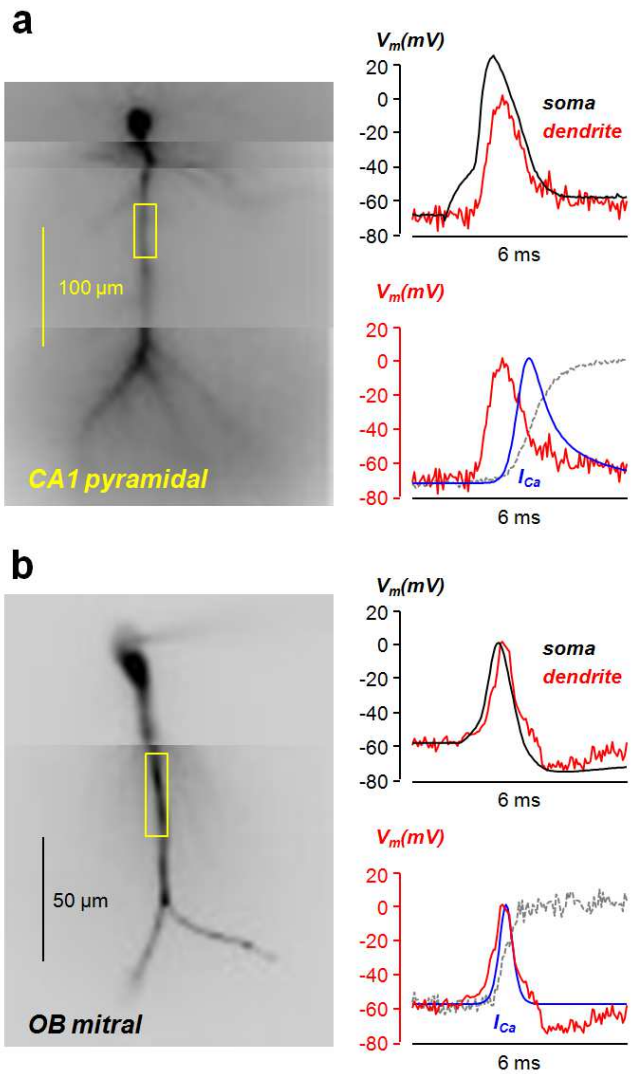 a
100 µm
CA1 pyramidal
Vm(mV)
20
0
-20
-40
-60
-80
soma
dendrite
6 ms
Vm(mV)
20
0
-20
-40
-60
-80
ICa
6 ms
b
50 µm
OB mitral
Vm(mV)
20
0
-20
-40
-60
-80
soma
dendrite
6 ms
Vm(mV)
20
0
-20
-40
-60
-80
ICa
6 ms